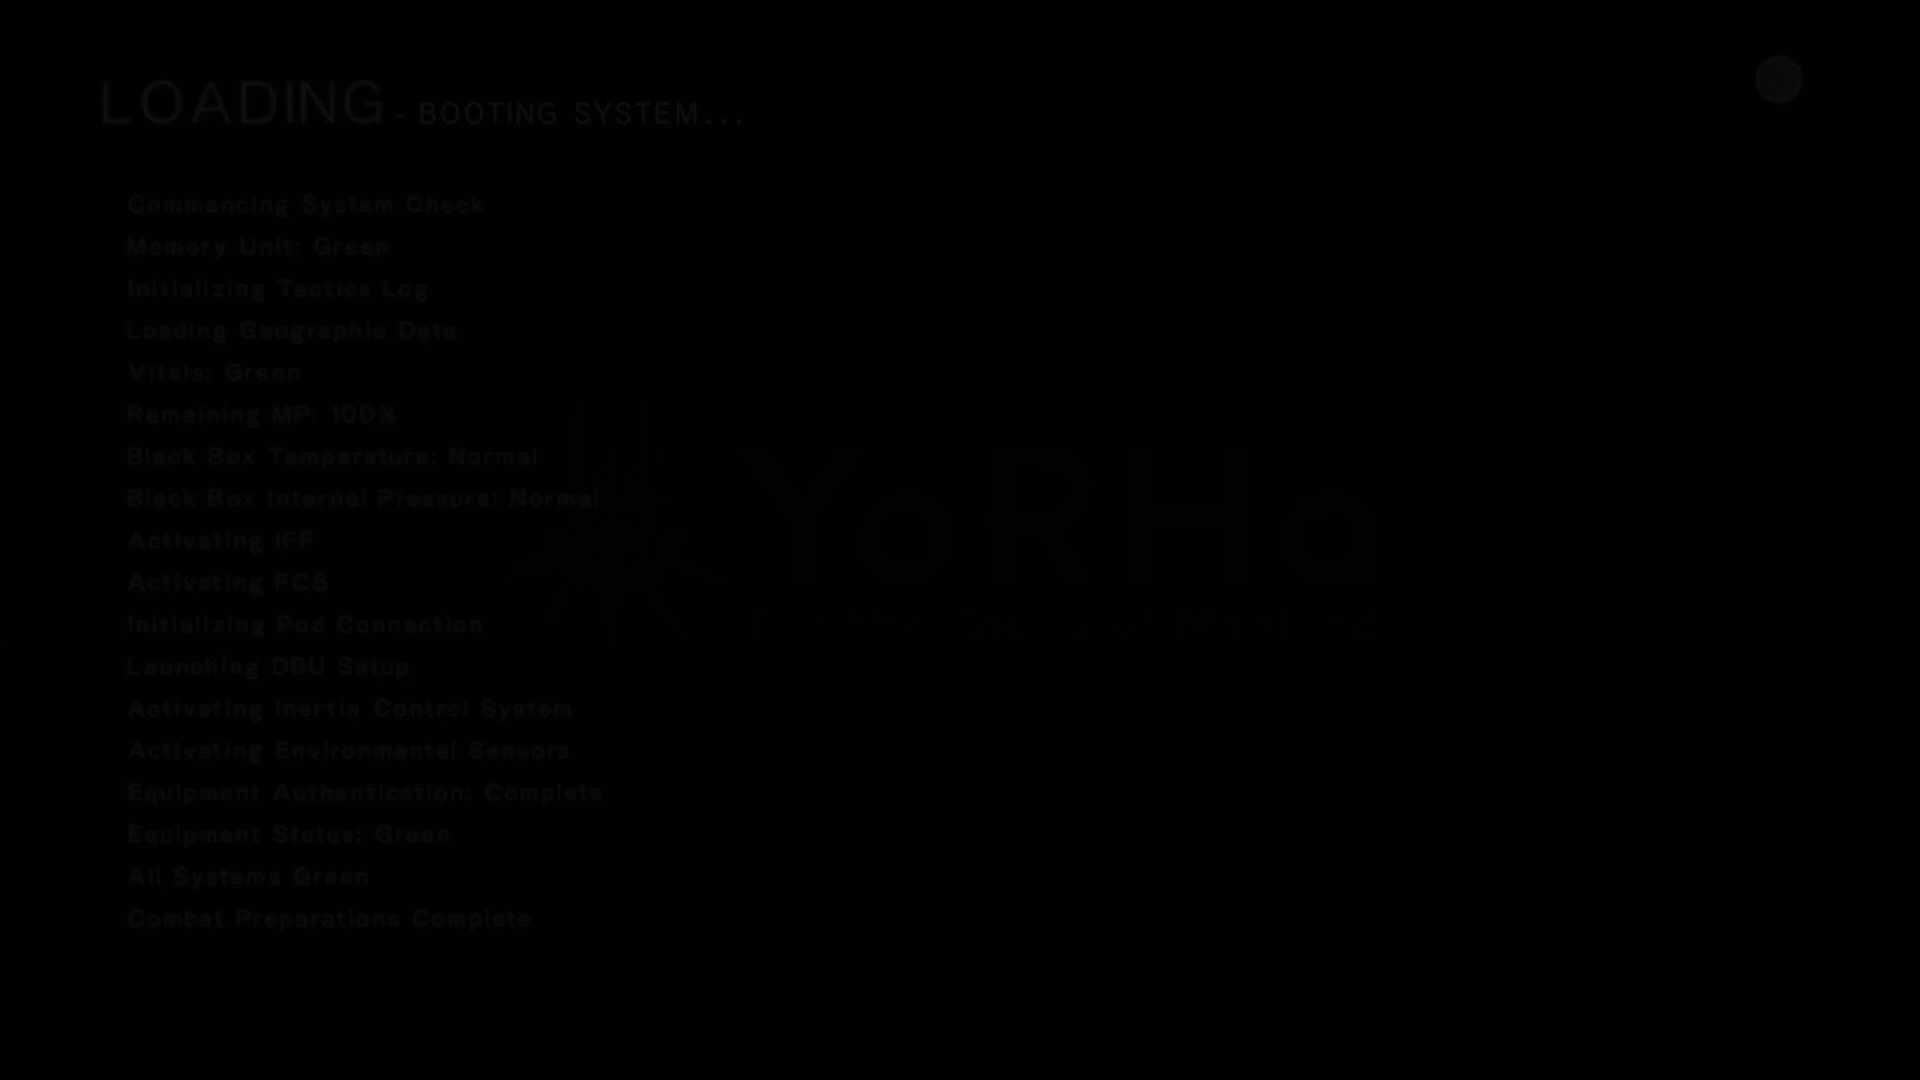 LOADING - BOOTING SYSTEM...
Commencing System Check
Memory Unit: Green
Initializing Tactics Log
Loading Geographic Data
Vitals: Green
Remaining MP: 100%
Black Box Temperature: Normal
Black Box Internal Pressure: Normal
Activating IFF
Activating FCS
Initializing Pod Connection
Launching DBU Setup
Activating Inertia Control System
Activating Environmental Sensors
Equipment Authentication: Complete
Equipment Status: Green
All Systems Green
Combat Preparations Complete
YoRHa